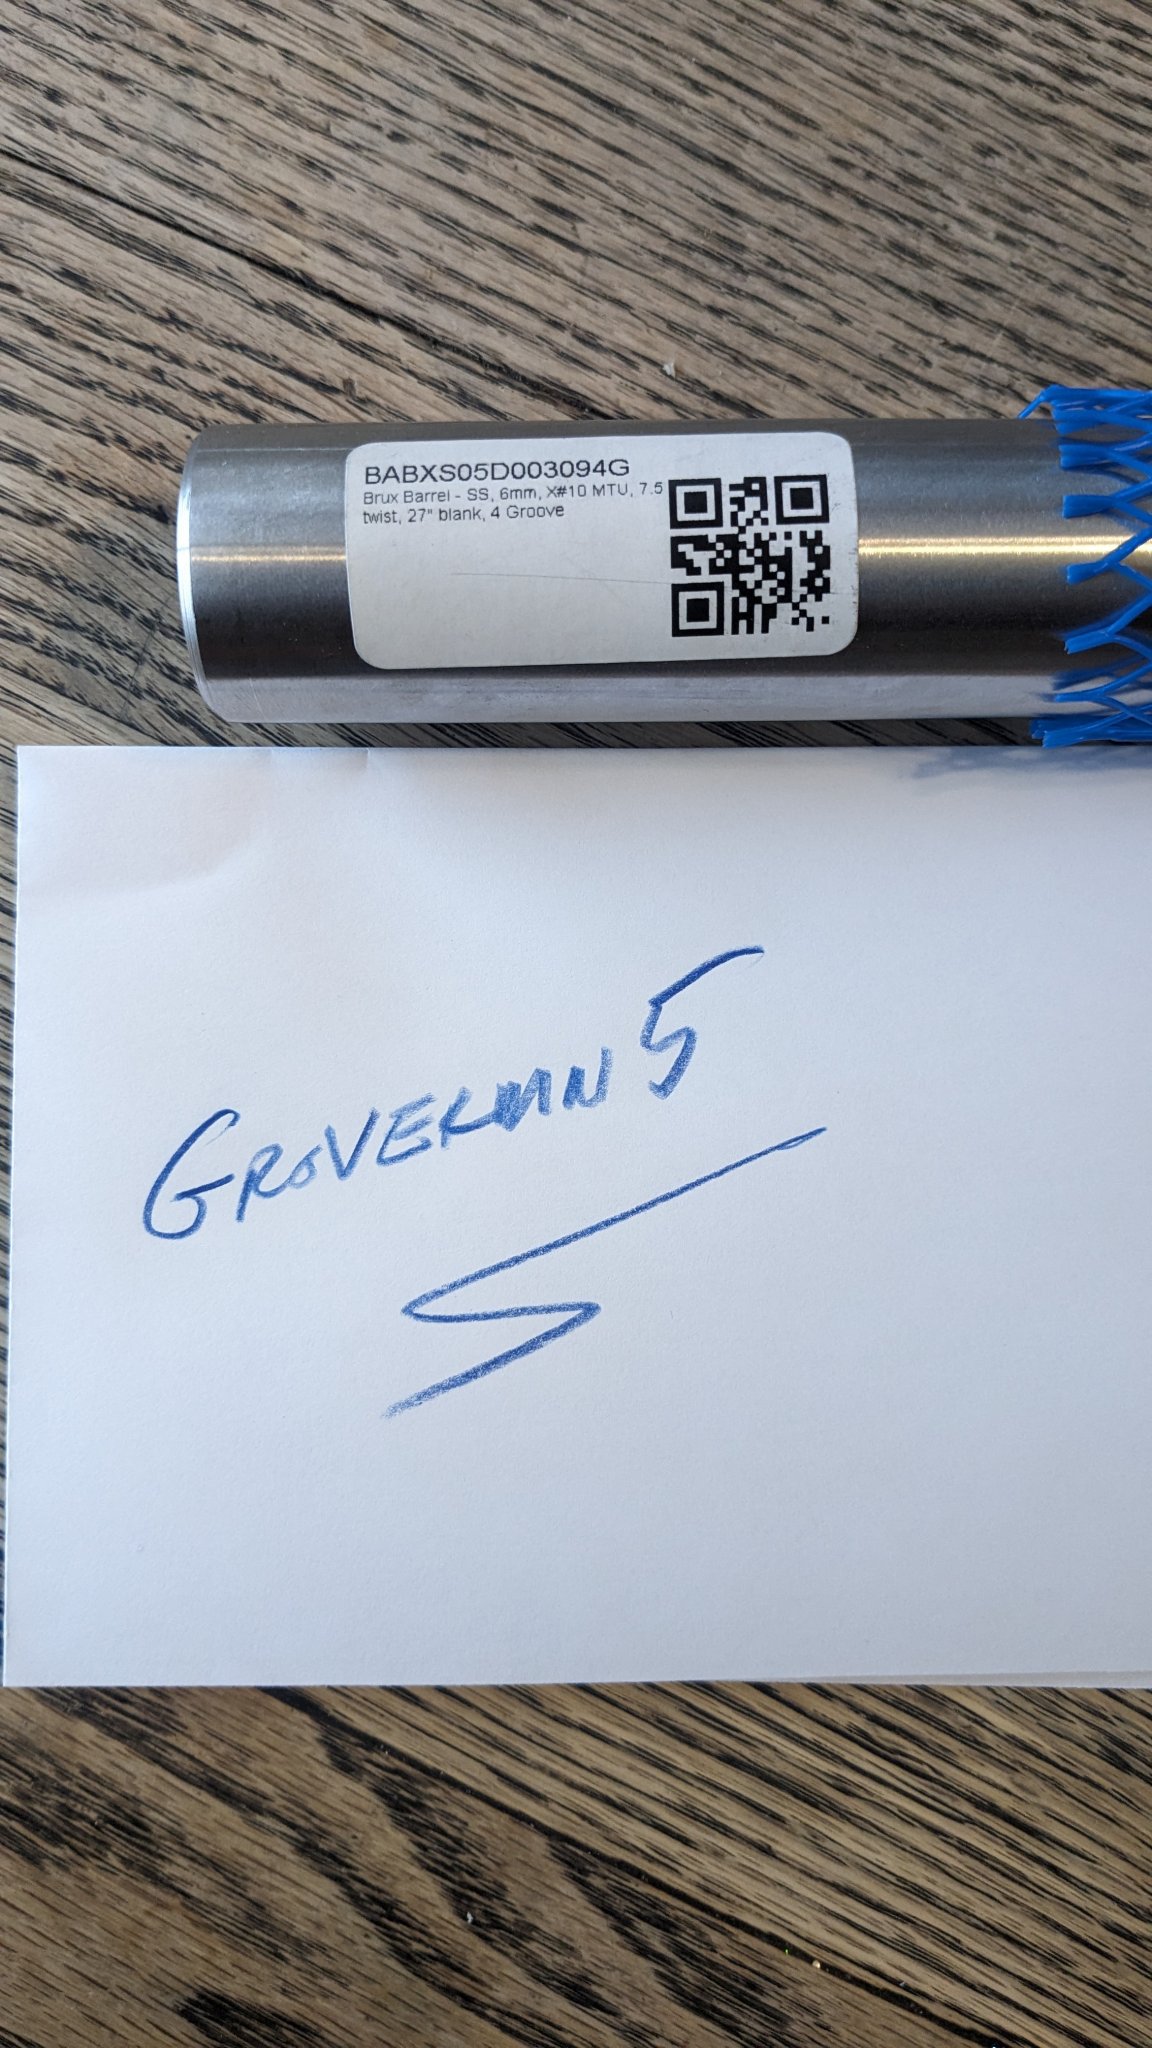 BABXS05D003094G
Brux Barrel - SS, 6mm, X#10 MTU, 7.5
twist, 27" blank, 4 Groove
GROVERMAN5